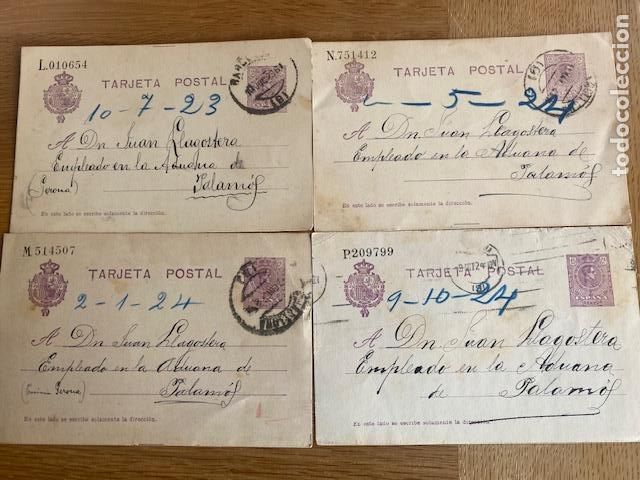 L.010654
TARJETA POSTAL
10-7-23
A Dn Juan Llagostera
Empleado en la Aduana de
(Gerona) Palamós
En este lado se escribe solamente la dirección.
N.751412
TARJETA POSTAL
-5-24
A Dn Juan Llagostera
Empleado en la Aduana de
Palamós
En este lado se escribe solamente la dirección.
M.514507
TARJETA POSTAL
2-1-24
A Dn Juan Llagostera
Empleado en la Aduana de
Gerona) Palamós
En este lado se escribe solamente la dirección.
P.209799
TARJETA POSTAL
9-10-24
ESPAÑA
A Dn Juan Llagostera
Empleado en la Aduana
de Palamós
En este lado se escribe solamente la dirección.
todocoleccion